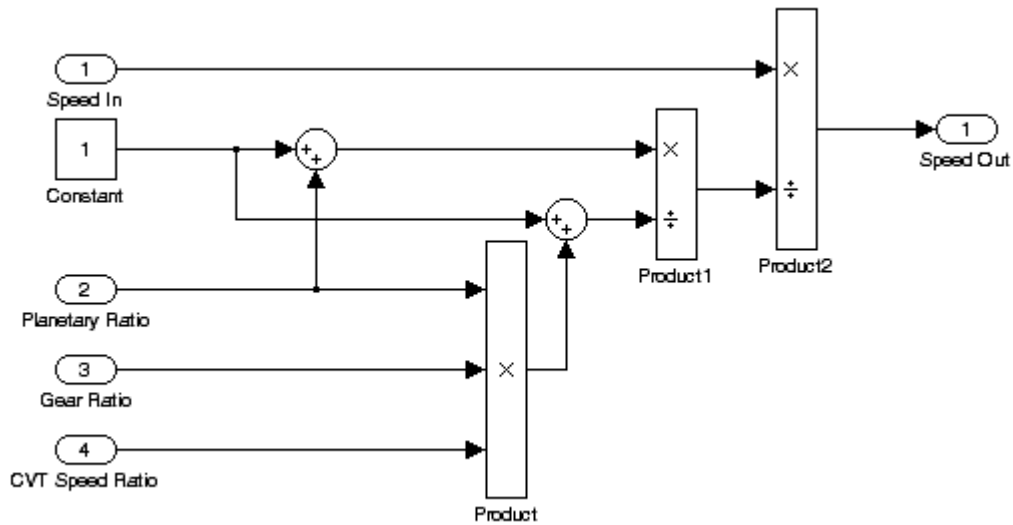 1
Speed In
1
Constant
+ +
×
÷
Product2
1
Speed Out
+ +
×
÷
Product1
2
Planetary Ratio
3
Gear Ratio
×
4
CVT Speed Ratio
Product